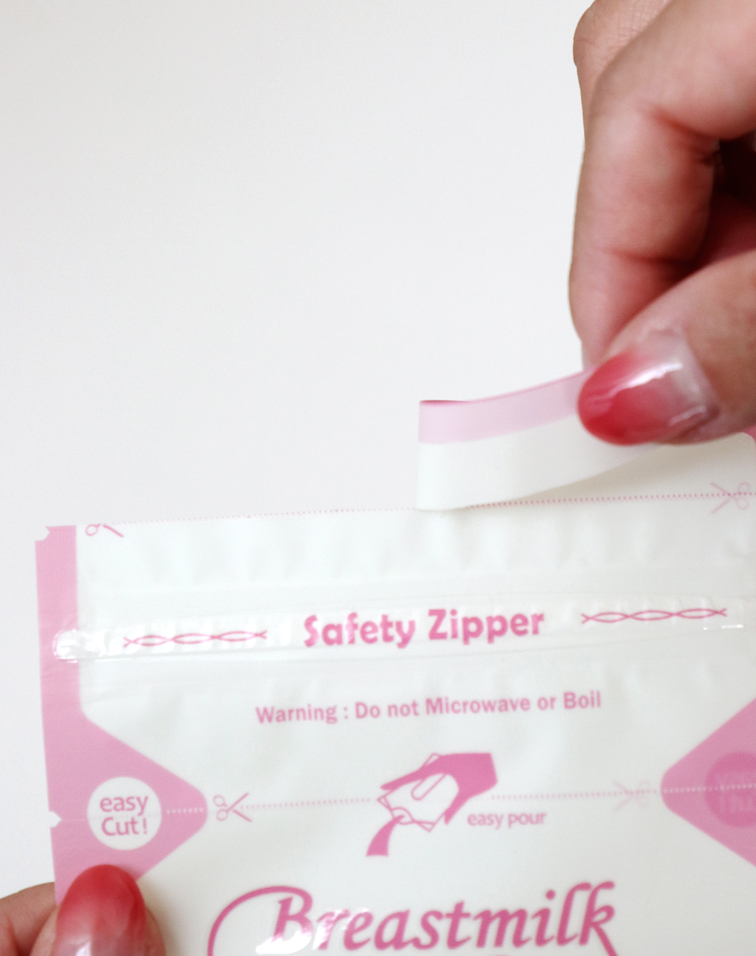 Safety Zipper
Warning : Do not Microwave or Boil
easy
Cut!
easy pour
Breastmilk